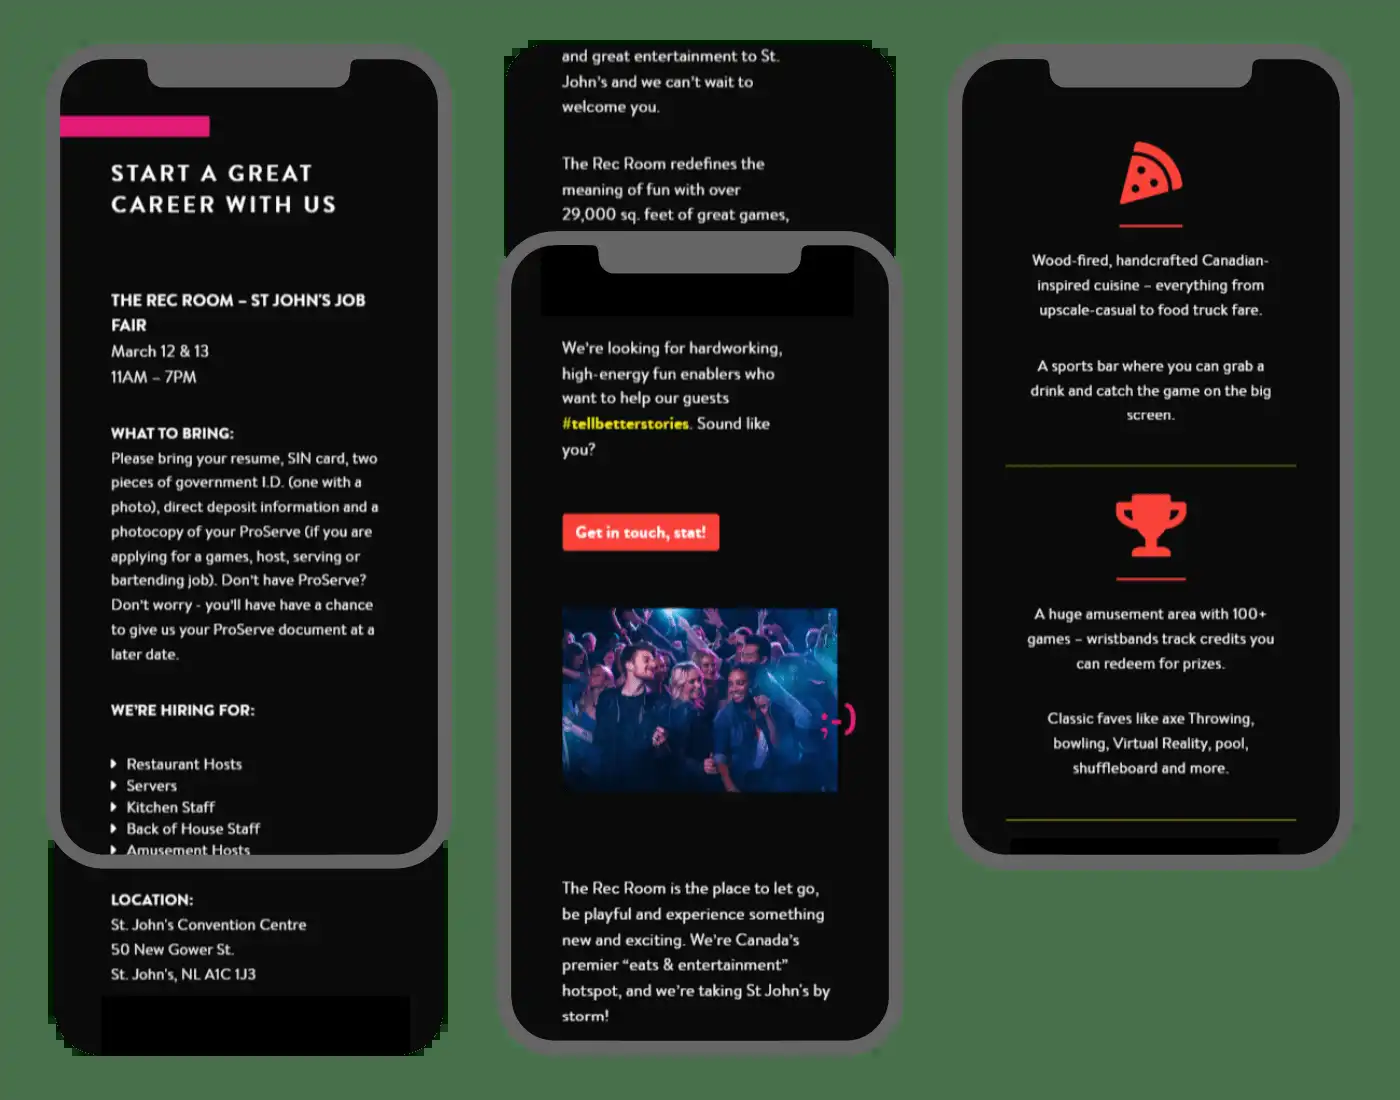 START A GREAT
CAREER WITH US
THE REC ROOM – ST JOHN'S JOB
FAIR
March 12 & 13
11AM – 7PM
WHAT TO BRING:
Please bring your resume, SIN card, two
pieces of government I.D. (one with a
photo), direct deposit information and a
photocopy of your ProServe (if you are
applying for a games, host, serving or
bartending job). Don't have ProServe?
Don't worry - you'll have have a chance
to give us your ProServe document at a
later date.
WE'RE HIRING FOR:
Restaurant Hosts
Servers
Kitchen Staff
Back of House Staff
Amusement Hosts
LOCATION:
St. John's Convention Centre
50 New Gower St.
St. John's, NL A1C 1J3
and great entertainment to St.
John's and we can't wait to
welcome you.
The Rec Room redefines the
meaning of fun with over
29,000 sq. feet of great games,
We're looking for hardworking,
high-energy fun enablers who
want to help our guests
#tellbetterstories. Sound like
you?
Get in touch, stat!
;-)
The Rec Room is the place to let go,
be playful and experience something
new and exciting. We're Canada's
premier “eats & entertainment”
hotspot, and we're taking St John's by
storm!
Wood-fired, handcrafted Canadian-
inspired cuisine – everything from
upscale-casual to food truck fare.
A sports bar where you can grab a
drink and catch the game on the big
screen.
A huge amusement area with 100+
games – wristbands track credits you
can redeem for prizes.
Classic faves like axe Throwing,
bowling, Virtual Reality, pool,
shuffleboard and more.